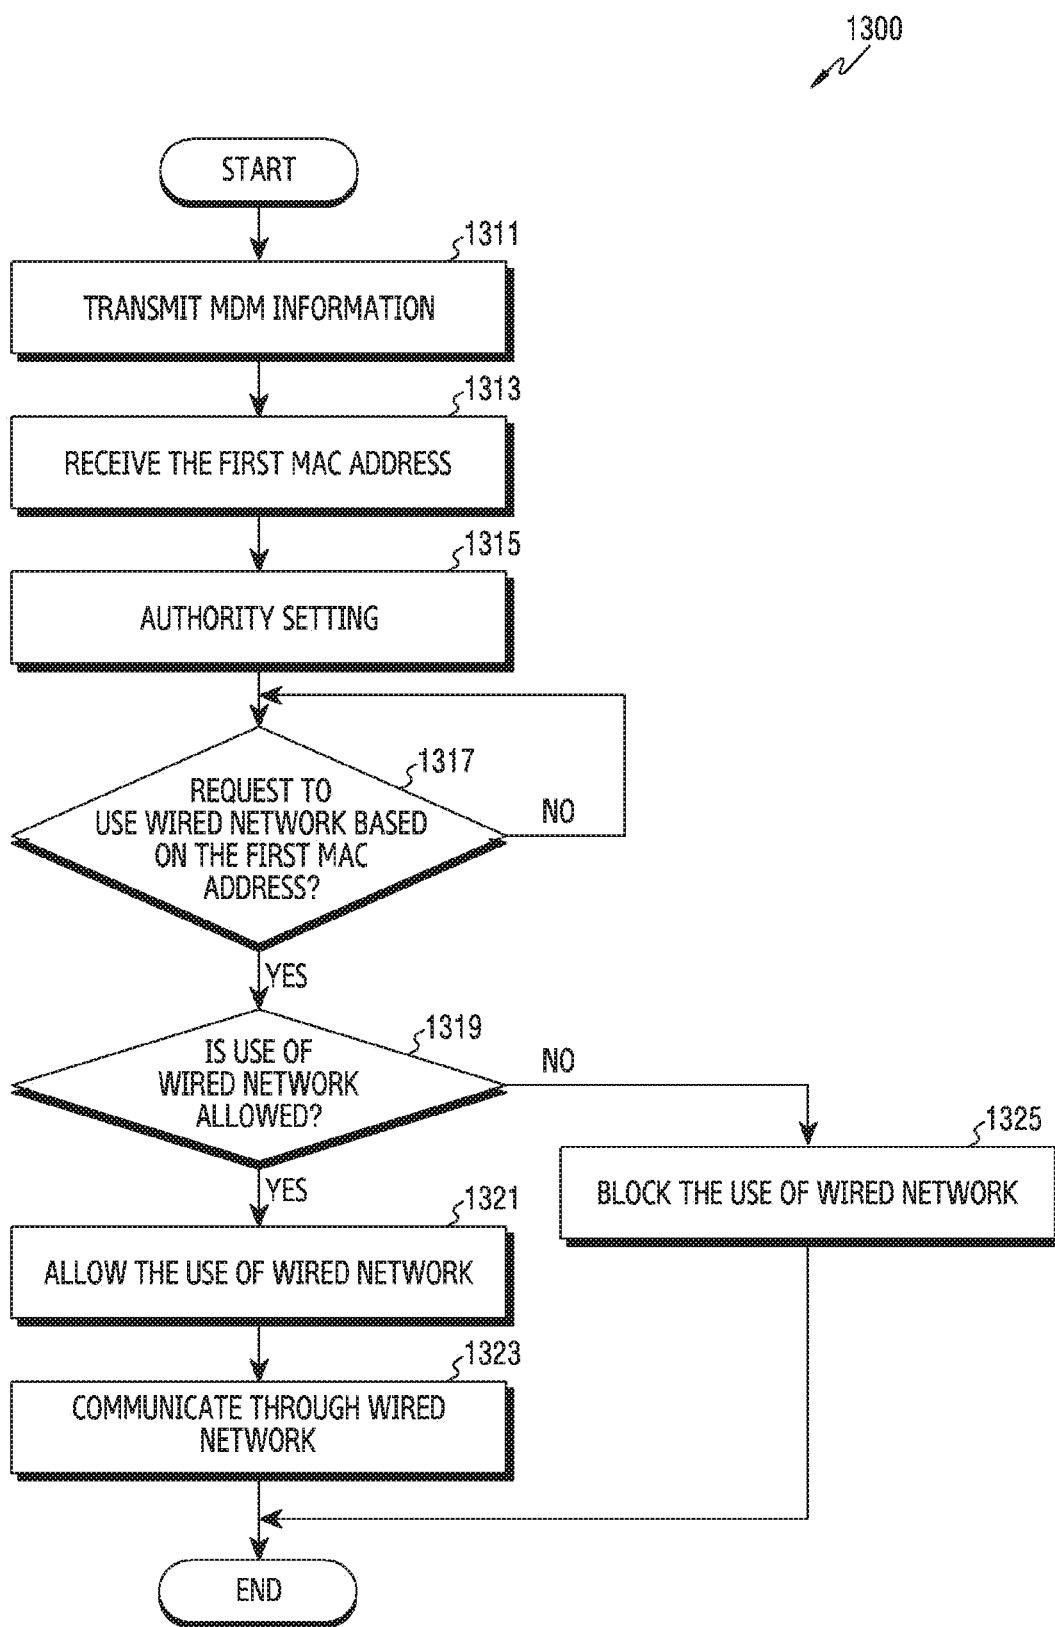 1300
START
1311
TRANSMIT MDM INFORMATION
1313
RECEIVE THE FIRST MAC ADDRESS
1315
AUTHORITY SETTING
1317
REQUEST TO
USE WIRED NETWORK BASED
ON THE FIRST MAC
ADDRESS?
NO
YES
1319
IS USE OF
WIRED NETWORK
ALLOWED?
NO
YES
1325
BLOCK THE USE OF WIRED NETWORK
1321
ALLOW THE USE OF WIRED NETWORK
1323
COMMUNICATE THROUGH WIRED
NETWORK
END